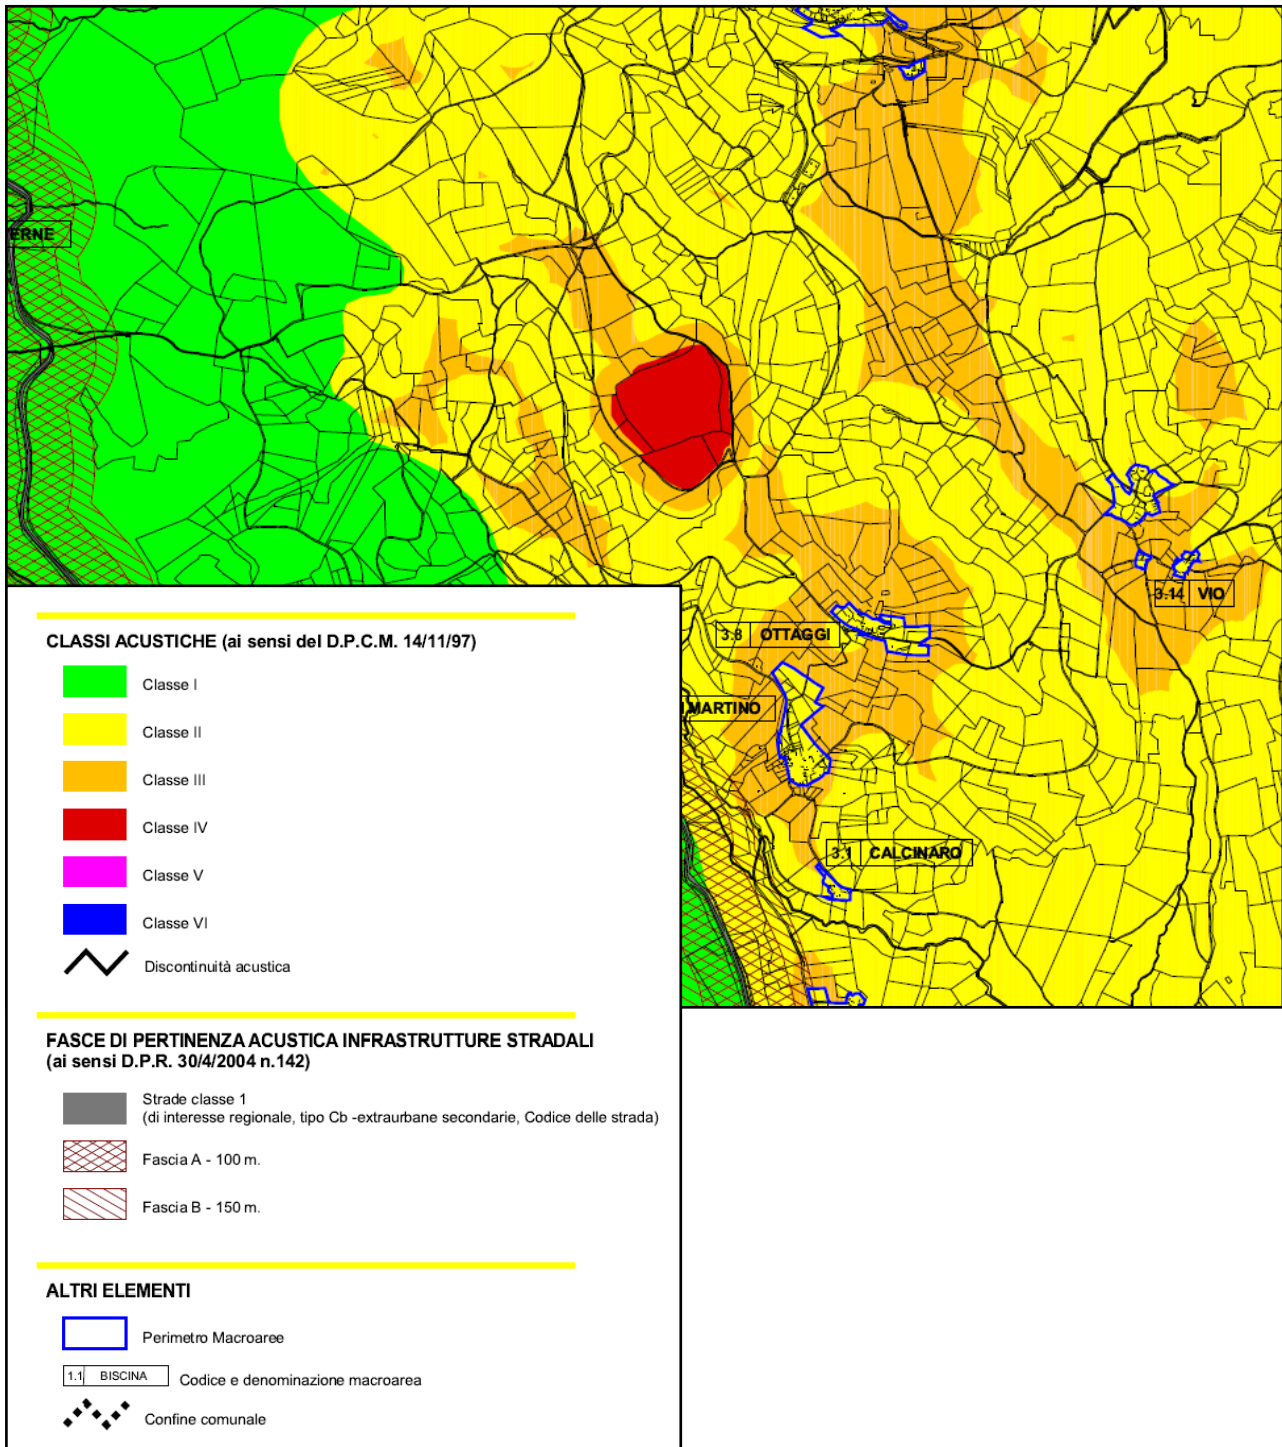 ERNE
3.14 VIO
3.8 OTTAGGI
MARTINO
3.1 CALCINARO
CLASSI ACUSTICHE (ai sensi del D.P.C.M. 14/11/97)
Classe I
Classe II
Classe III
Classe IV
Classe V
Classe VI
Discontinuità acustica
FASCE DI PERTINENZA ACUSTICA INFRASTRUTTURE STRADALI
(ai sensi D.P.R. 30/4/2004 n.142)
Strade classe 1
(di interesse regionale, tipo Cb -extraurbane secondarie, Codice delle strada)
Fascia A - 100 m.
Fascia B - 150 m.
ALTRI ELEMENTI
Perimetro Macroaree
1.1 BISCINA
Codice e denominazione macroarea
Confine comunale